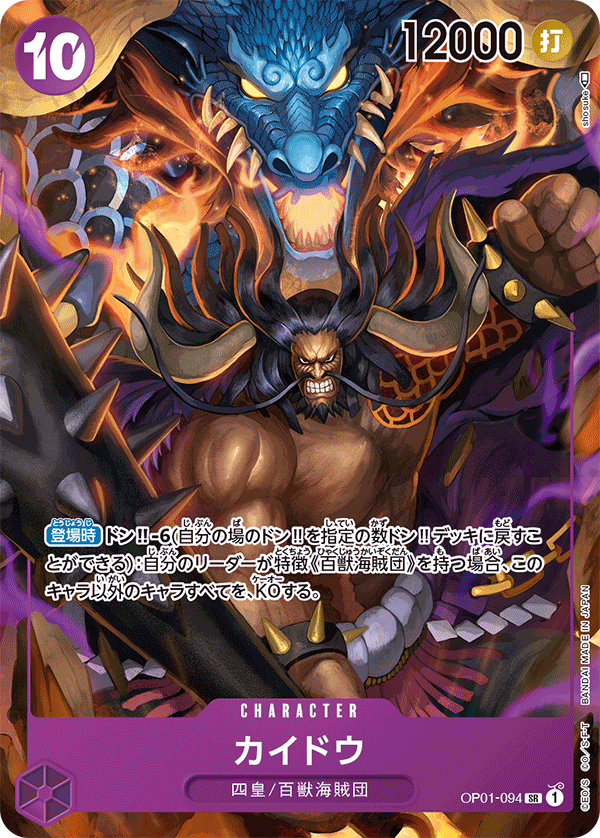 10
12000 打
shosuko
登場時 ドン!!-6(自分の場のドン!!を指定の数ドン!!デッキに戻すこ
とができる):自分のリーダーが特徴《百獣海賊団》を持つ場合、この
キャラ以外のキャラすべてを、KOする。
CHARACTER
カイドウ
四皇/百獣海賊団
OP01-094 SR 1
©EO/S ©O/S・F・T BANDAI MADE IN JAPAN